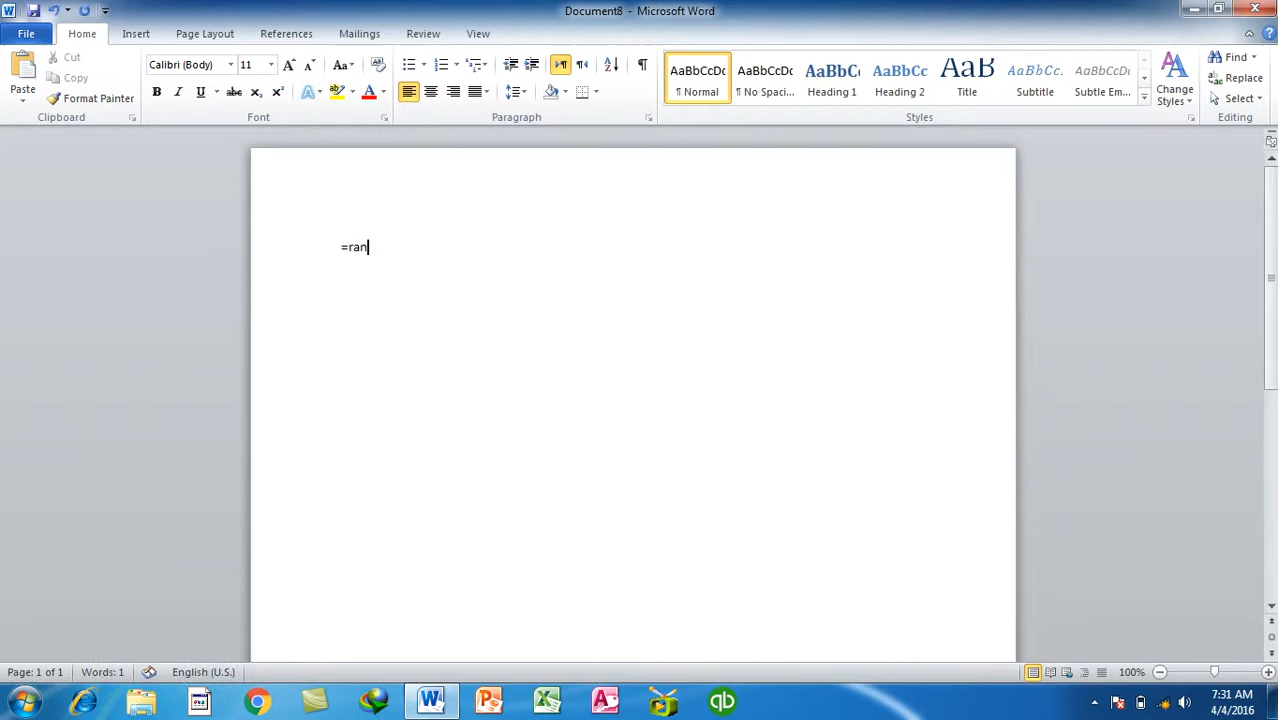 Document8 - Microsoft Word
File Home Insert Page Layout References Mailings Review View
Paste
Cut
Copy
Format Painter
Clipboard
Calibri (Body) 11
Font
Paragraph
AaBbCcDc AaBbCcDc AaBbC AaBbCc AaB AaBbCc. AaBbCcDc
¶ Normal ¶ No Spaci... Heading 1 Heading 2 Title Subtitle Subtle Em...
Change
Styles
Styles
Find
Replace
Select
Editing
=ran
Page: 1 of 1 Words: 1 English (U.S.) 100%
7:31 AM
4/4/2016